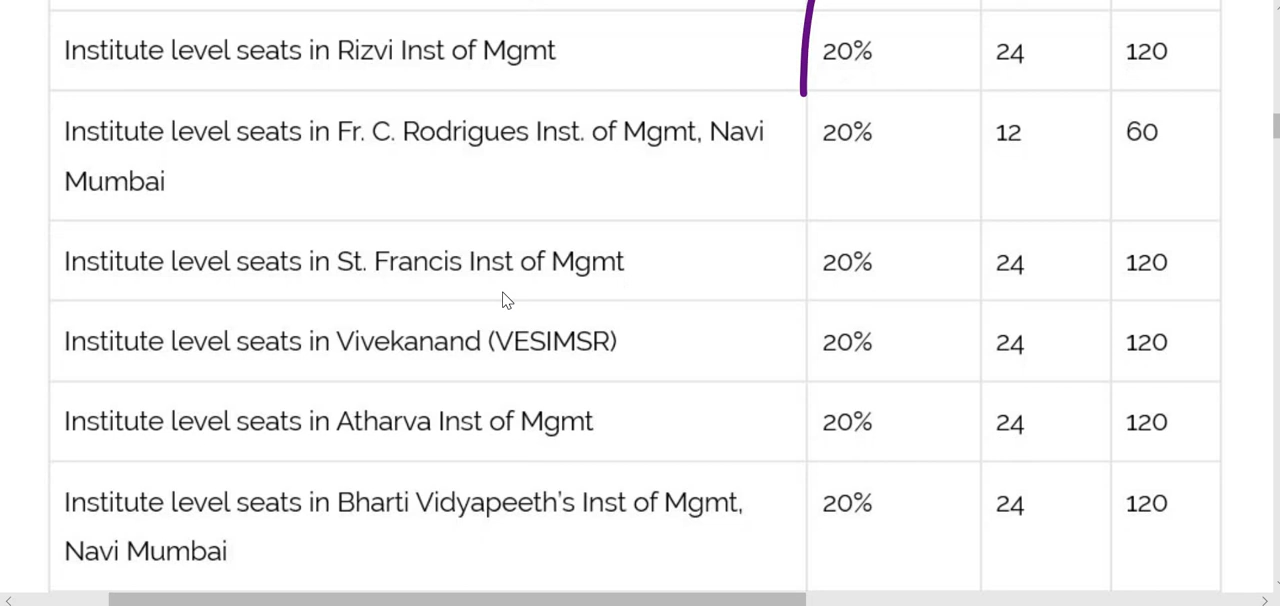 Institute level seats in Rizvi Inst of Mgmt 20% 24 120
Institute level seats in Fr. C. Rodrigues Inst. of Mgmt, Navi 20% 12 60
Mumbai
Institute level seats in St. Francis Inst of Mgmt 20% 24 120
Institute level seats in Vivekanand (VESIMSR) 20% 24 120
Institute level seats in Atharva Inst of Mgmt 20% 24 120
Institute level seats in Bharti Vidyapeeth’s Inst of Mgmt, 20% 24 120
Navi Mumbai